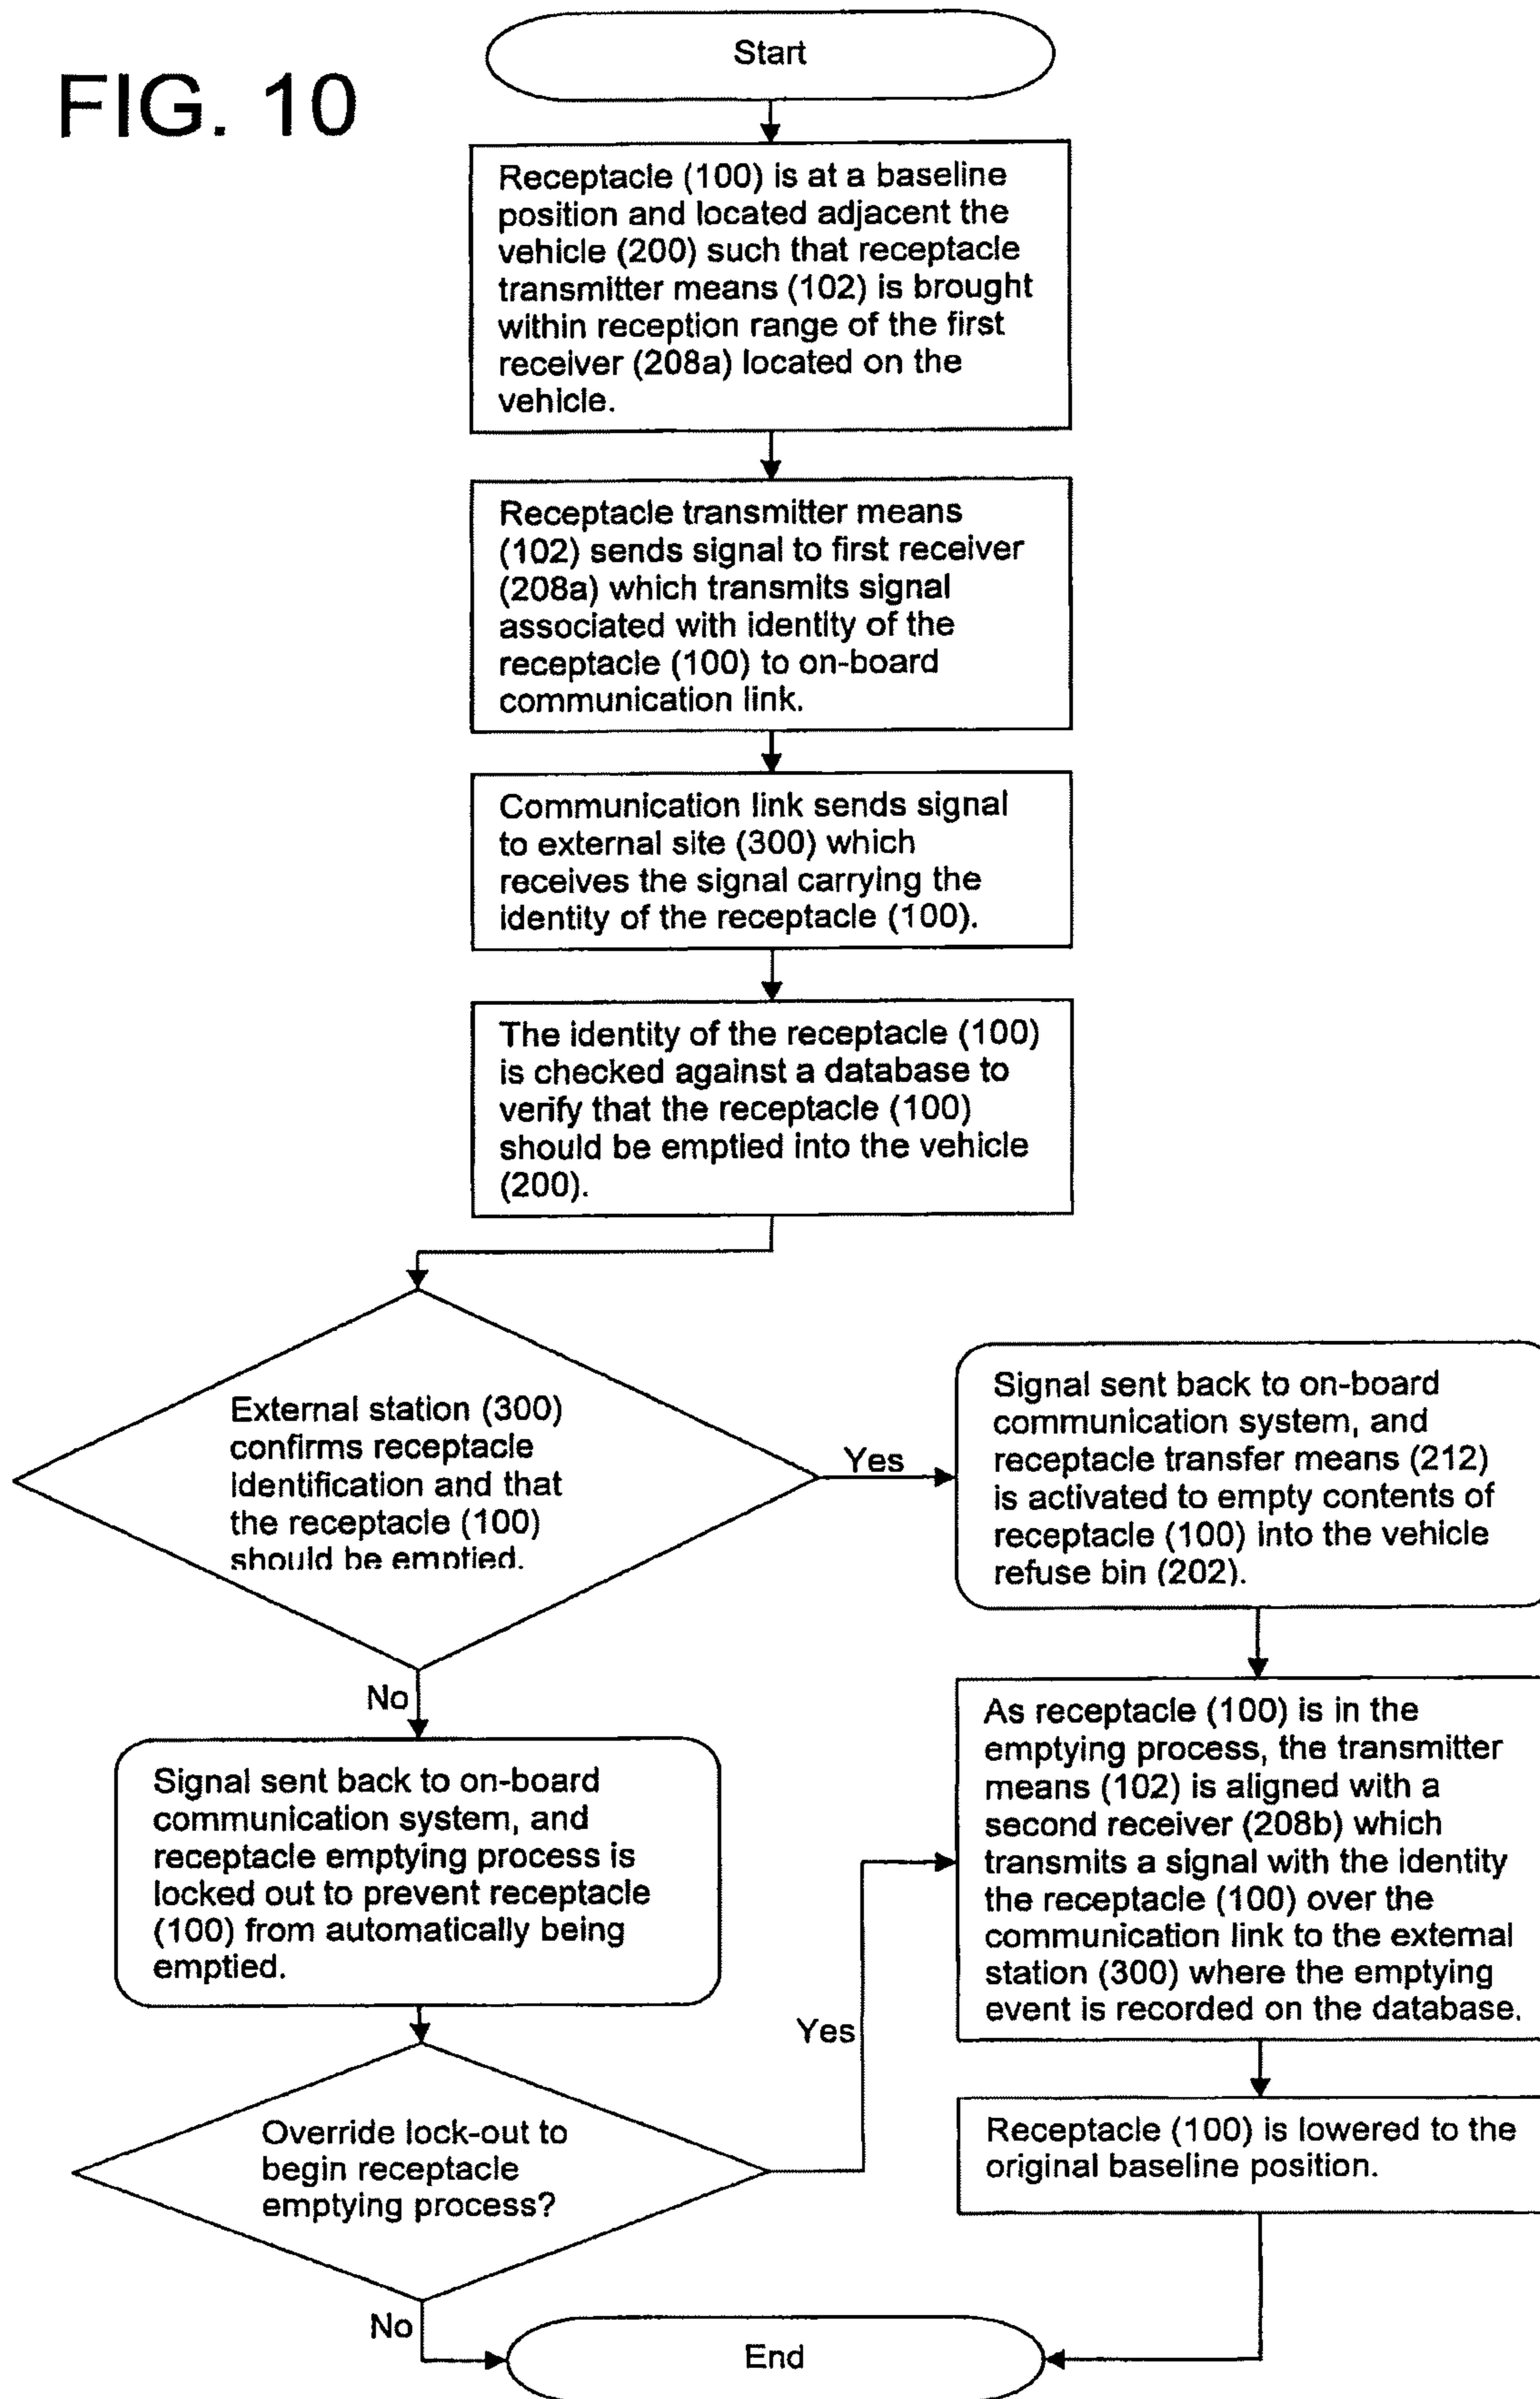 FIG. 10
Start
Receptacle (100) is at a baseline
position and located adjacent the
vehicle (200) such that receptacle
transmitter means (102) is brought
within reception range of the first
receiver (208a) located on the
vehicle.
Receptacle transmitter means
(102) sends signal to first receiver
(208a) which transmits signal
associated with identity of the
receptacle (100) to on-board
communication link.
Communication link sends signal
to external site (300) which
receives the signal carrying the
identity of the receptacle (100).
The identity of the receptacle (100)
is checked against a database to
verify that the receptacle (100)
should be emptied into the vehicle
(200).
External station (300)
confirms receptacle
identification and that
the receptacle (100)
should be emptied.
Yes
Signal sent back to on-board
communication system, and
receptacle transfer means (212)
is activated to empty contents of
receptacle (100) into the vehicle
refuse bin (202).
No
Signal sent back to on-board
communication system, and
receptacle emptying process is
locked out to prevent receptacle
(100) from automatically being
emptied.
As receptacle (100) is in the
emptying process, the transmitter
means (102) is aligned with a
second receiver (208b) which
transmits a signal with the identity
the receptacle (100) over the
communication link to the external
station (300) where the emptying
event is recorded on the database.
Yes
Override lock-out to
begin receptacle
emptying process?
Receptacle (100) is lowered to the
original baseline position.
No
End